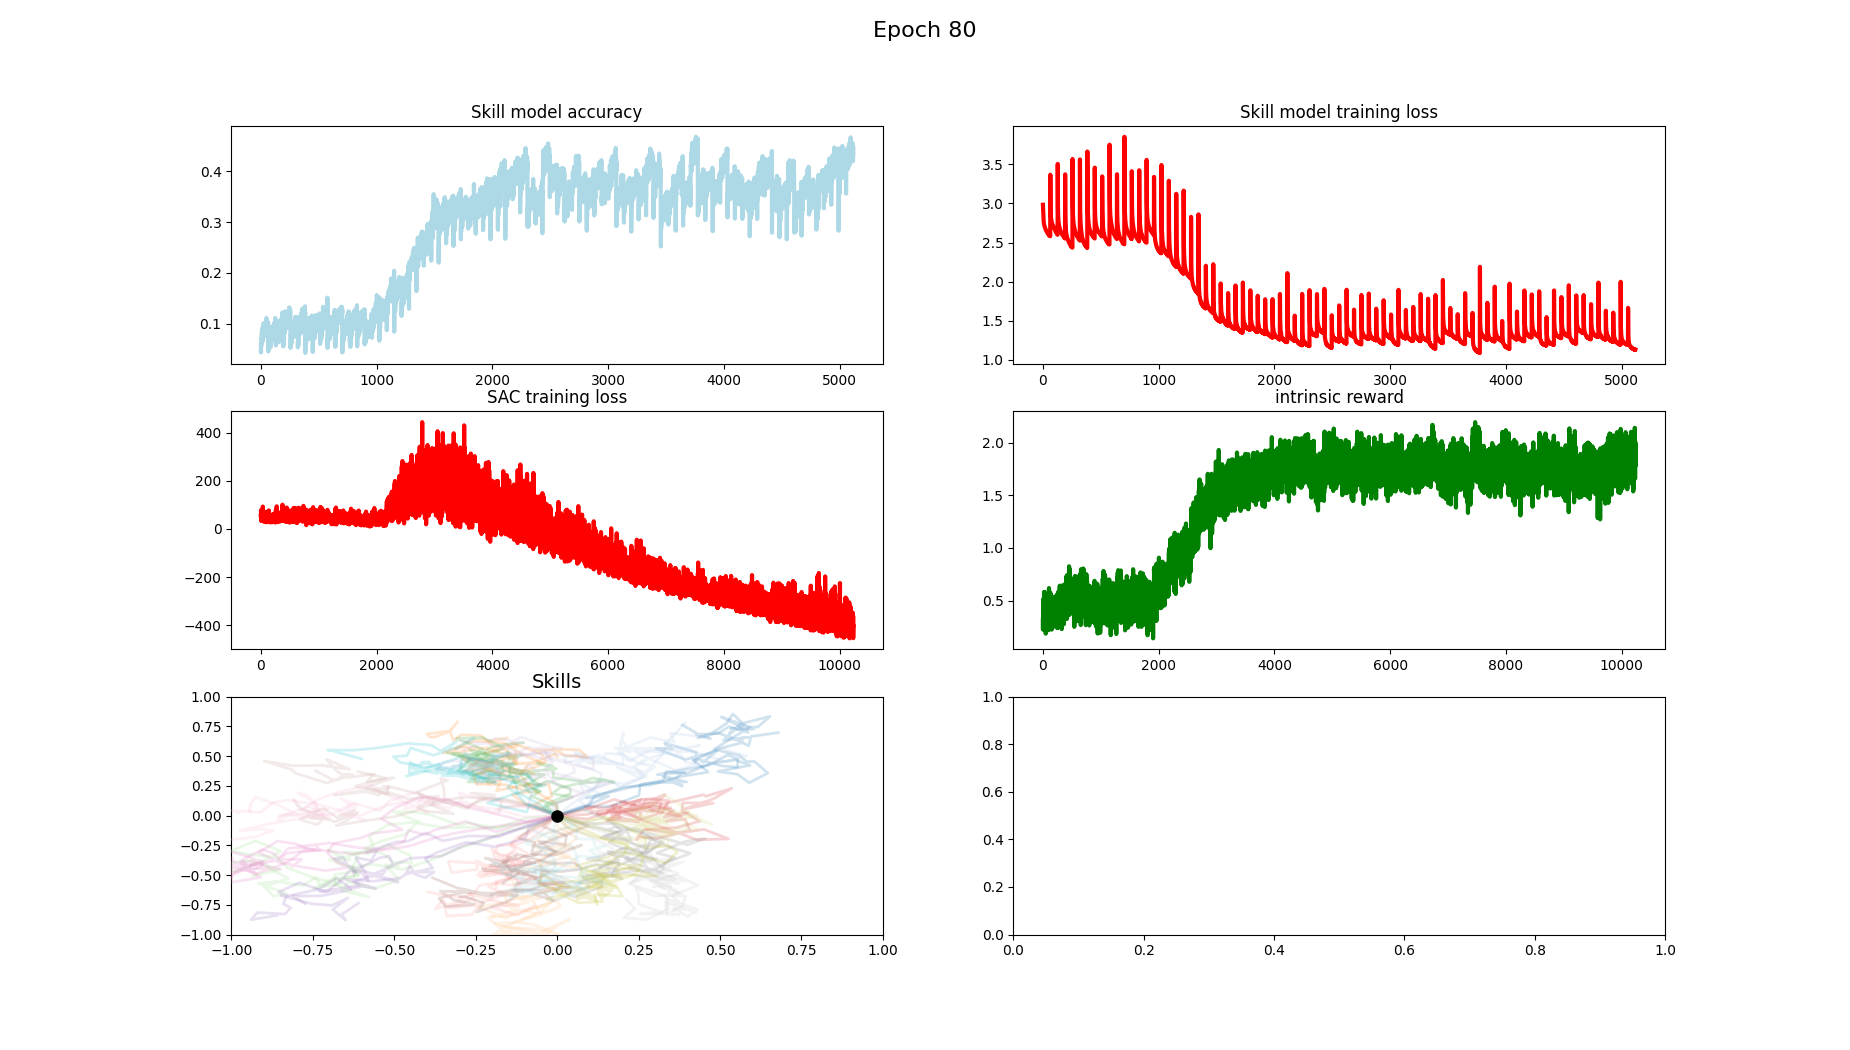 Epoch 80
Skill model accuracy
Skill model training loss
0.4
0.3
0.2
0.1
0 1000 2000 3000 4000 5000
3.5
3.0
2.5
2.0
1.5
1.0
0 1000 2000 3000 4000 5000
SAC training loss
intrinsic reward
400
200
0
−200
−400
0 2000 4000 6000 8000 10000
2.0
1.5
1.0
0.5
0 2000 4000 6000 8000 10000
Skills
1.00
0.75
0.50
0.25
0.00
−0.25
−0.50
−0.75
−1.00
−1.00 −0.75 −0.50 −0.25 0.00 0.25 0.50 0.75 1.00
1.0
0.8
0.6
0.4
0.2
0.0
0.0 0.2 0.4 0.6 0.8 1.0